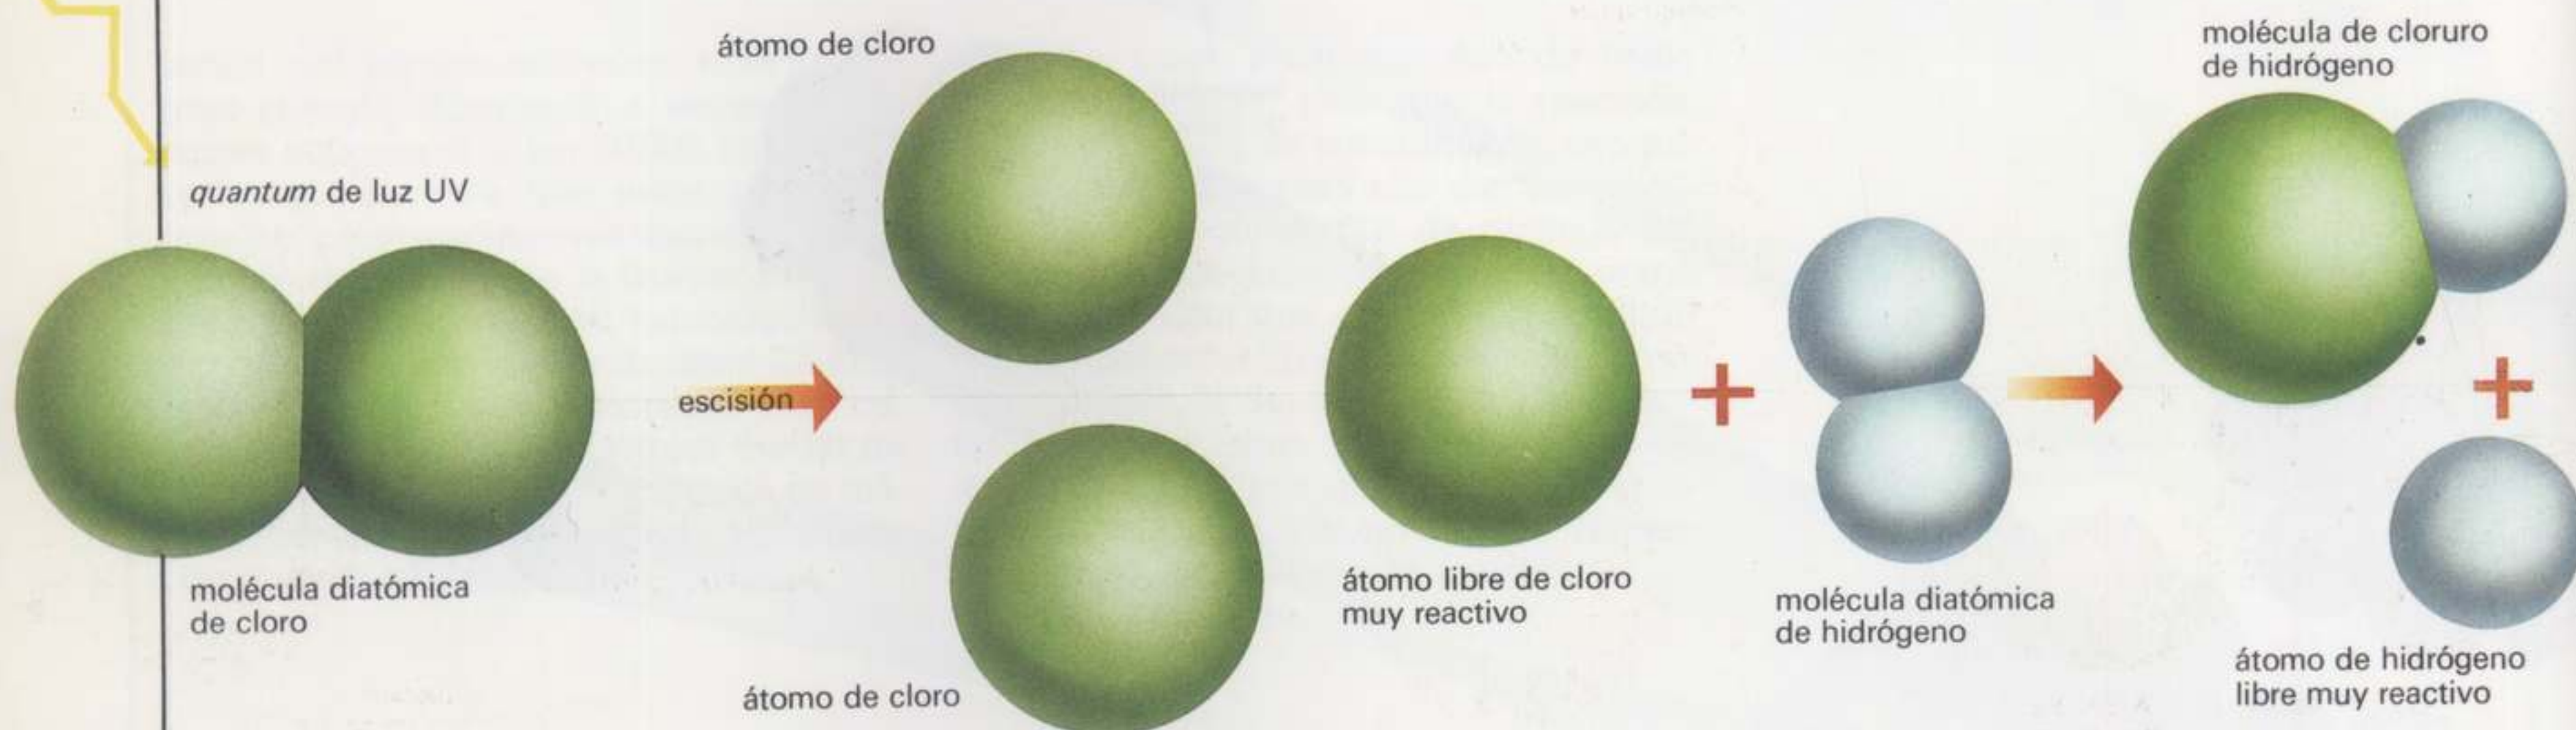 átomo de cloro
molécula de cloruro
de hidrógeno
quantum de luz UV
escisión
molécula diatómica
de cloro
átomo libre de cloro
muy reactivo
molécula diatómica
de hidrógeno
átomo de cloro
átomo de hidrógeno
libre muy reactivo